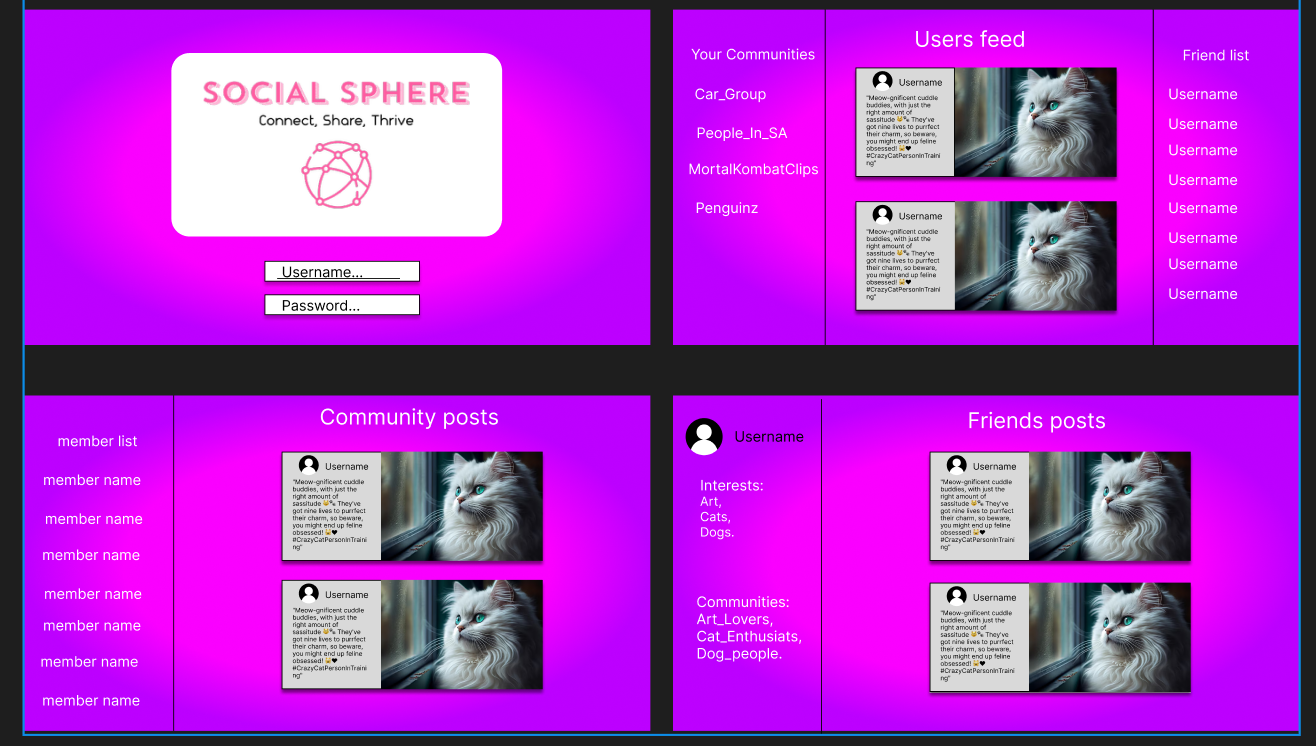 SOCIAL SPHERE
Connect, Share, Thrive
Username...
Password...
Your Communities
Car_Group
People_In_SA
MortalKombatClips
Penguinz
Users feed
Username
"Meow-gnificent cuddle
buddies, with just the
right amount of
sassitude 😼🐾 They've
got nine lives to purrfect
their charm, so beware,
you might end up feline
obsessed! 😹🖤
#CrazyCatPersonInTraini
ng"
Username
"Meow-gnificent cuddle
buddies, with just the
right amount of
sassitude 😼🐾 They've
got nine lives to purrfect
their charm, so beware,
you might end up feline
obsessed! 😹🖤
#CrazyCatPersonInTraini
ng"
Friend list
Username
Username
Username
Username
Username
Username
Username
Username
member list
member name
member name
member name
member name
member name
member name
member name
Community posts
Username
"Meow-gnificent cuddle
buddies, with just the
right amount of
sassitude 😼🐾 They've
got nine lives to purrfect
their charm, so beware,
you might end up feline
obsessed! 😹🖤
#CrazyCatPersonInTraini
ng"
Username
"Meow-gnificent cuddle
buddies, with just the
right amount of
sassitude 😼🐾 They've
got nine lives to purrfect
their charm, so beware,
you might end up feline
obsessed! 😹🖤
#CrazyCatPersonInTraini
ng"
Username
Interests:
Art,
Cats,
Dogs.
Communities:
Art_Lovers,
Cat_Enthusiats,
Dog_people.
Friends posts
Username
"Meow-gnificent cuddle
buddies, with just the
right amount of
sassitude 😼🐾 They've
got nine lives to purrfect
their charm, so beware,
you might end up feline
obsessed! 😹🖤
#CrazyCatPersonInTraini
ng"
Username
"Meow-gnificent cuddle
buddies, with just the
right amount of
sassitude 😼🐾 They've
got nine lives to purrfect
their charm, so beware,
you might end up feline
obsessed! 😹🖤
#CrazyCatPersonInTraini
ng"